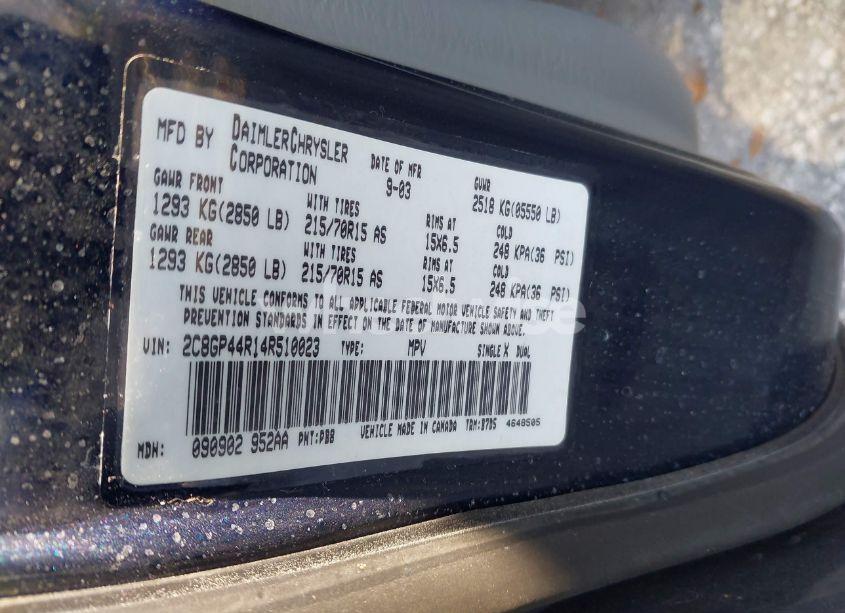 MFD BY DAIMLERCHRYSLER CORPORATION DATE OF MFR 9-03 GVWR 2518 KG(05550 LB)
GAWR FRONT WITH TIRES RIMS AT COLD
1293 KG(2850 LB) 215/70R15 AS 15X6.5 248 KPA(36 PSI)
GAWR REAR WITH TIRES RIMS AT COLD
1293 KG(2850 LB) 215/70R15 AS 15X6.5 248 KPA(36 PSI)
THIS VEHICLE CONFORMS TO ALL APPLICABLE FEDERAL MOTOR VEHICLE SAFETY AND THEFT
PREVENTION STANDARDS IN EFFECT ON THE DATE OF MANUFACTURE SHOWN ABOVE.
VIN: 2C8GP44R14R510023 TYPE: MPV SINGLE X DUAL
MDH: 090902 952AA PNT:PB8 VEHICLE MADE IN CANADA TRM:B7D5 4648505